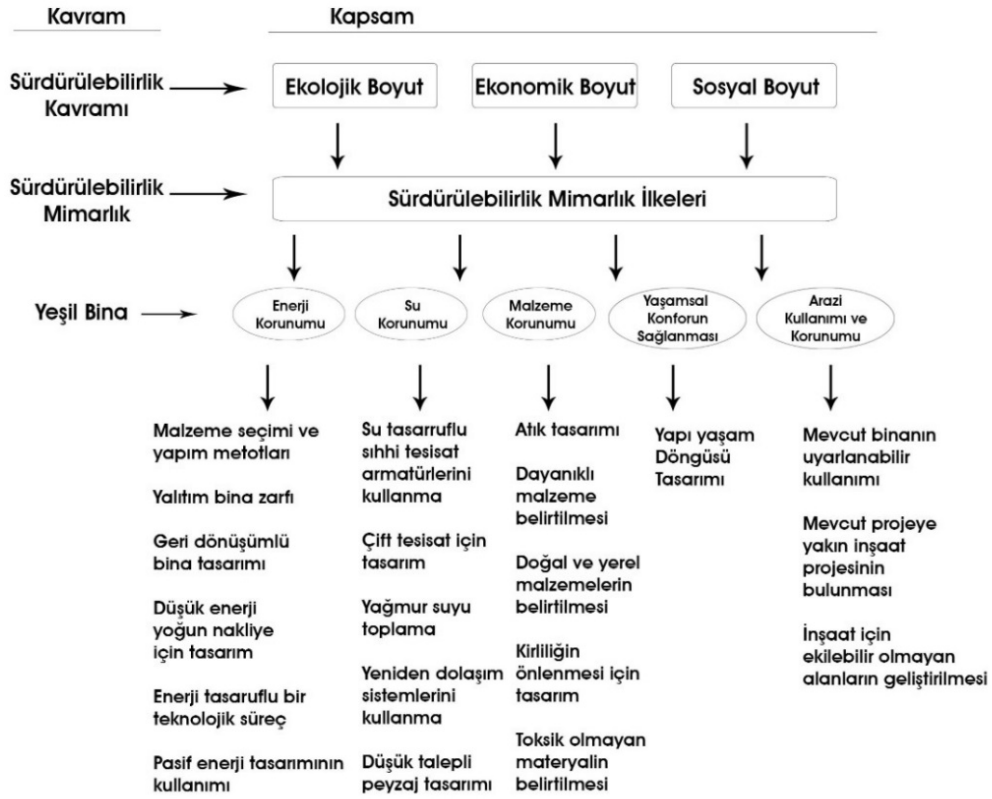 Kavram
Kapsam
Sürdürülebilirlik
Kavramı
Ekolojik Boyut
Ekonomik Boyut
Sosyal Boyut
Sürdürülebilirlik
Mimarlık
Sürdürülebilirlik Mimarlık İlkeleri
Yeşil Bina
Enerji
Korunumu
Su
Korunumu
Malzeme
Korunumu
Yaşamsal
Konforun
Sağlanması
Arazi
Kullanımı ve
Korunumu
Malzeme seçimi ve
yapım metotları
Yalıtım bina zarfı
Geri dönüşümlü
bina tasarımı
Düşük enerji
yoğun nakliye
için tasarım
Enerji tasaruflu bir
teknolojik süreç
Pasif enerji tasarımının
kullanımı
Su tasarruflu
sıhhi tesisat
armatürlerini
kullanma
Çift tesisat için
tasarım
Yağmur suyu
toplama
Yeniden dolaşım
sistemlerini
kullanma
Düşük talepli
peyzaj tasarımı
Atık tasarımı
Dayanıklı
malzeme
belirtilmesi
Doğal ve yerel
malzemelerin
belirtilmesi
Kirliliğin
önlenmesi için
tasarım
Toksik olmayan
materyalin
belirtilmesi
Yapı yaşam
Döngüsü
Tasarımı
Mevcut binanın
uyarlanabilir
kullanımı
Mevcut projeye
yakın inşaat
projesinin
bulunması
İnşaat için
ekilebilir olmayan
alanların geliştirilmesi